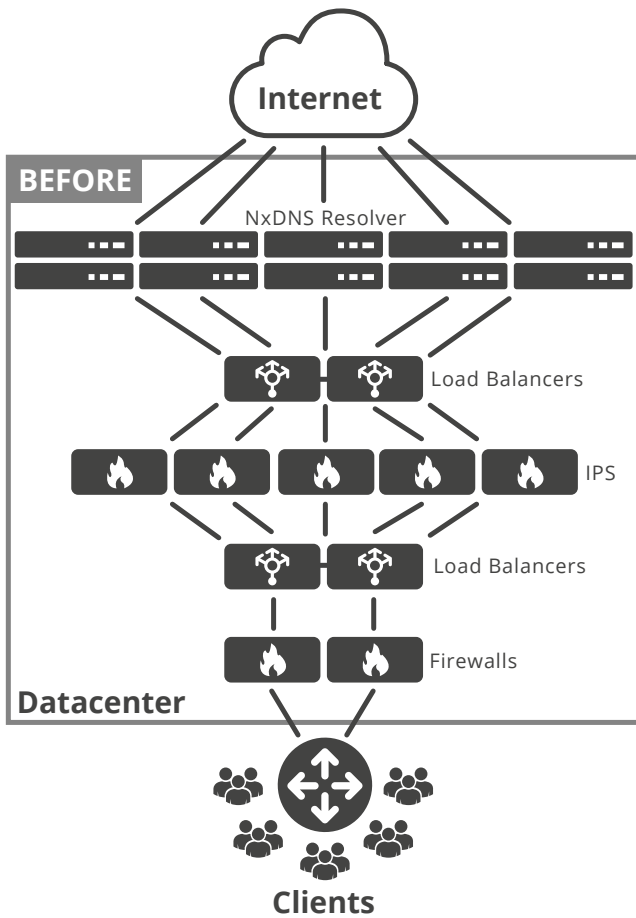 Internet
BEFORE
NxDNS Resolver
Load Balancers
IPS
Load Balancers
Firewalls
Datacenter
Clients